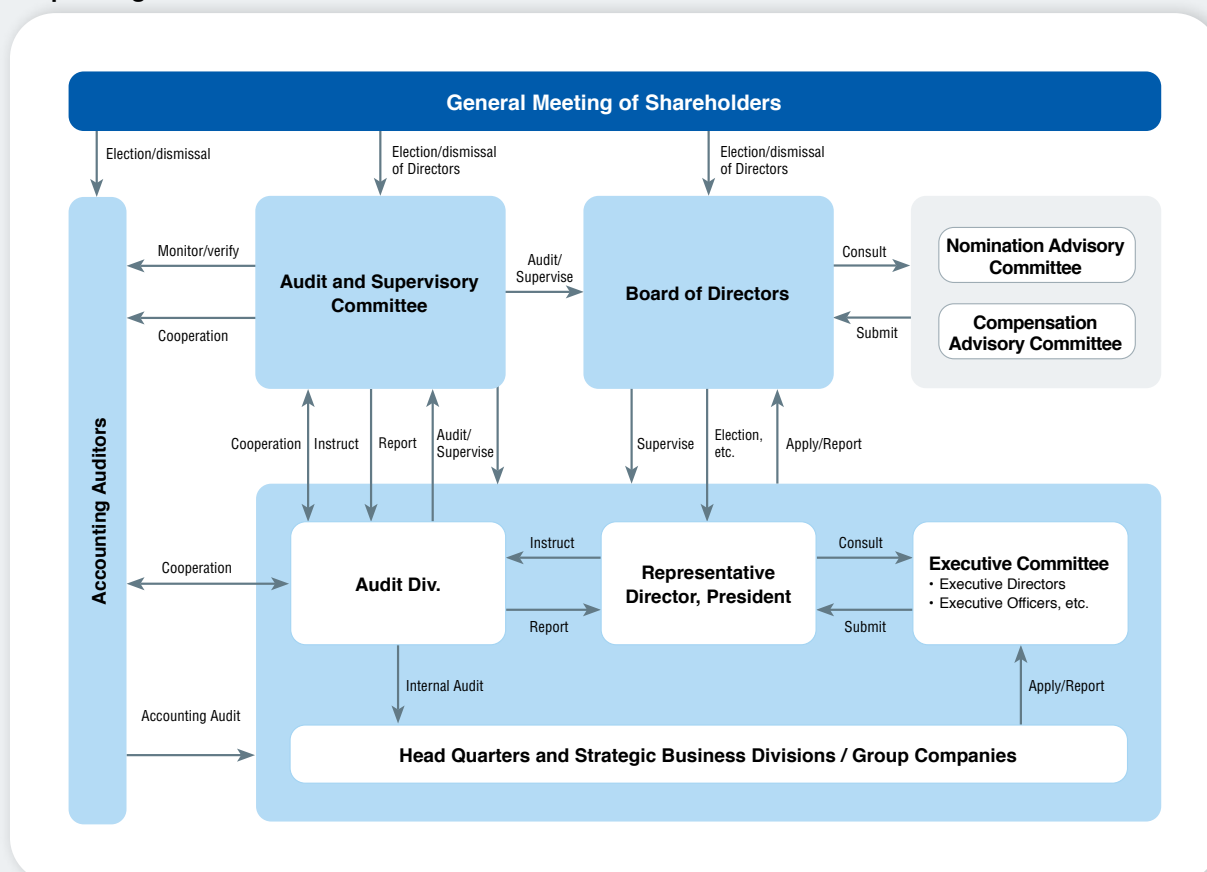 General Meeting of Shareholders
Election/dismissal
Election/dismissal
of Directors
Election/dismissal
of Directors
Accounting Auditors
Monitor/verify
Cooperation
Audit and Supervisory
Committee
Audit/
Supervise
Board of Directors
Consult
Submit
Nomination Advisory
Committee
Compensation
Advisory Committee
Cooperation
Instruct
Report
Audit/
Supervise
Supervise
Election,
etc.
Apply/Report
Cooperation
Audit Div.
Instruct
Report
Representative
Director, President
Consult
Submit
Executive Committee
• Executive Directors
• Executive Officers, etc.
Internal Audit
Apply/Report
Accounting Audit
Head Quarters and Strategic Business Divisions / Group Companies